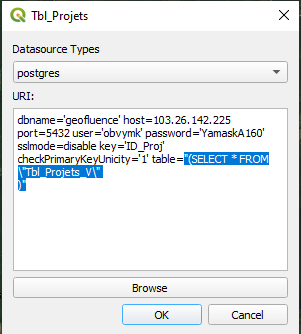 Tbl_Projets
Datasource Types
postgres
URI:
dbname='geofluence' host=103.26.142.225
port=5432 user='obvymk' password='YamaskA160'
sslmode=disable key='ID_Proj'
checkPrimaryKeyUnicity='1' table="(SELECT * FROM
\"Tbl_Projets_V\"
)"
Browse
OK Cancel